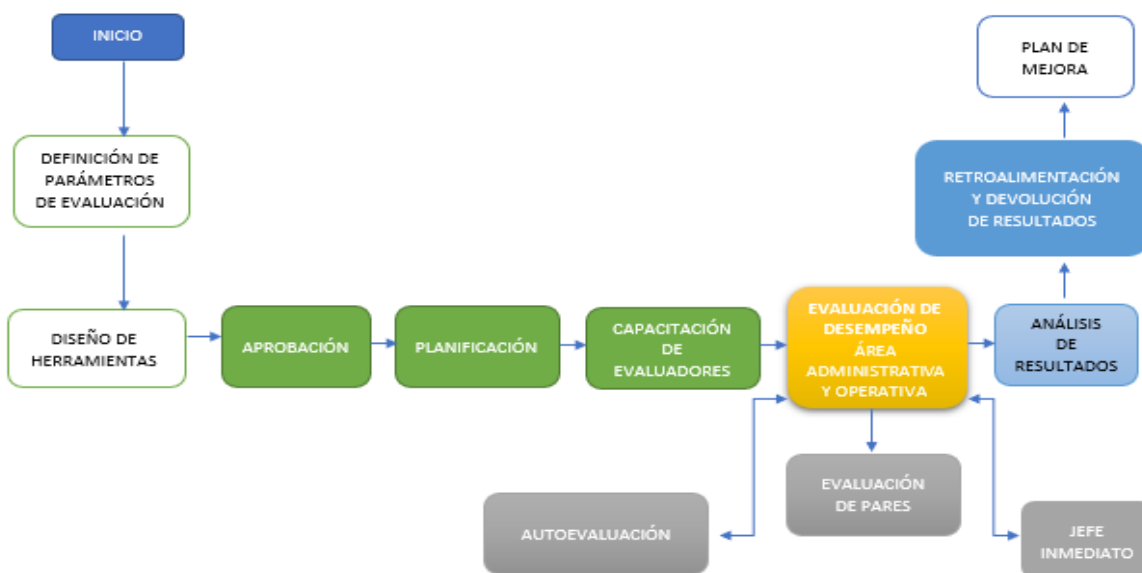 INICIO
DEFINICIÓN DE
PARÁMETROS
DE EVALUACIÓN
DISEÑO DE
HERRAMIENTAS
APROBACIÓN
PLANIFICACIÓN
CAPACITACIÓN
DE
EVALUADORES
EVALUACIÓN DE
DESEMPEÑO
ÁREA
ADMINISTRATIVA
Y OPERATIVA
AUTOEVALUACIÓN
EVALUACIÓN
DE PARES
JEFE
INMEDIATO
ANÁLISIS
DE
RESULTADOS
RETROALIMENTACIÓN
Y DEVOLUCIÓN
DE RESULTADOS
PLAN DE
MEJORA